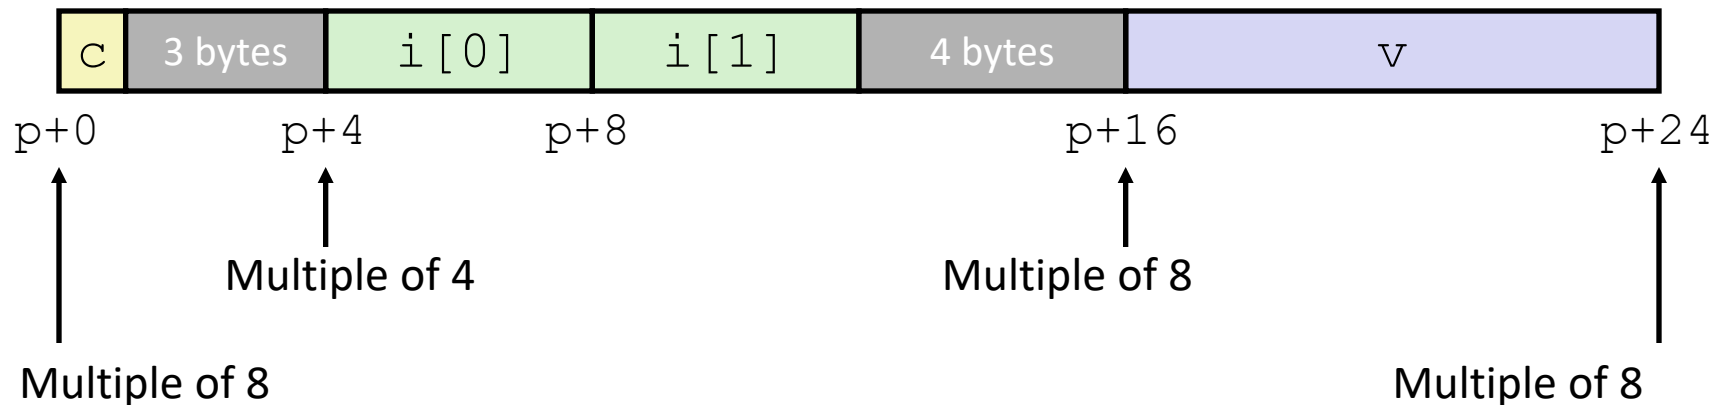 c 3 bytes i[0] i[1] 4 bytes v
p+0 p+4 p+8 p+16 p+24
Multiple of 4 Multiple of 8
Multiple of 8 Multiple of 8